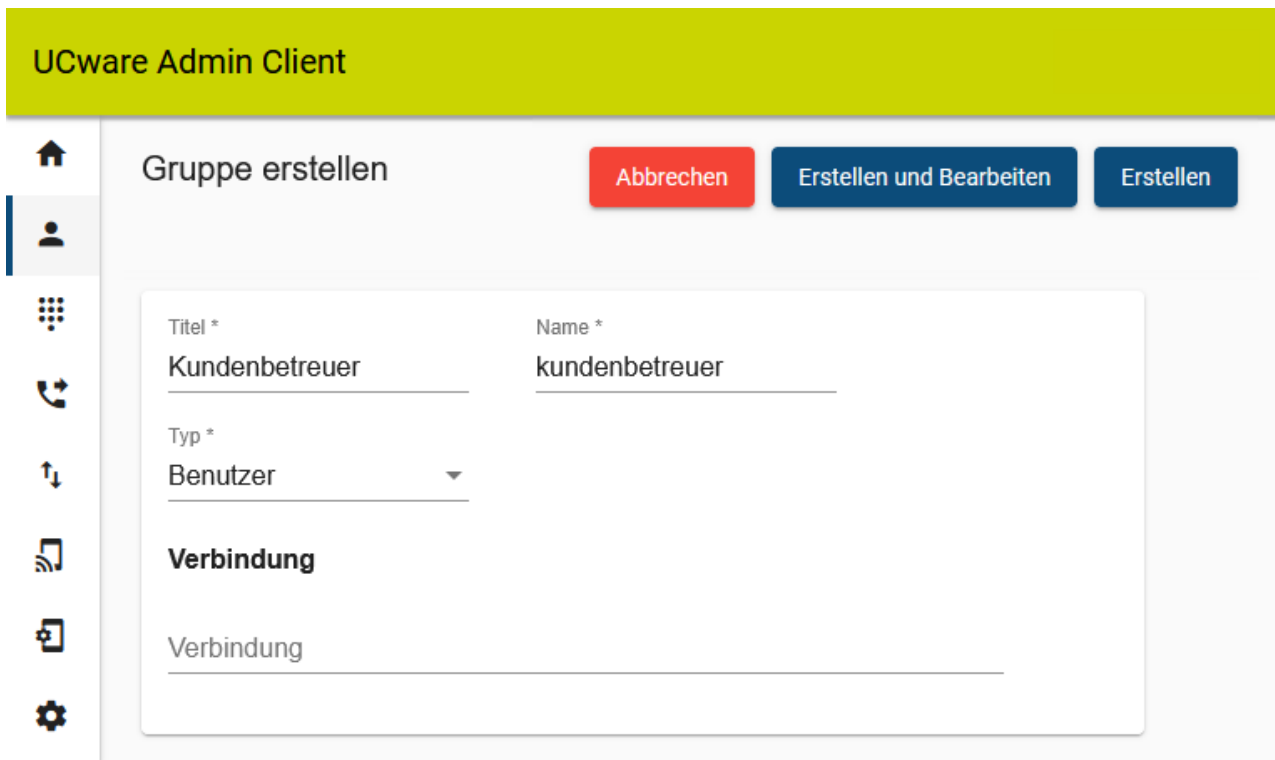 UCware Admin Client
Gruppe erstellen
Abbrechen
Erstellen und Bearbeiten
Erstellen
Titel *
Name *
Kundenbetreuer
kundenbetreuer
Typ *
Benutzer
Verbindung
Verbindung